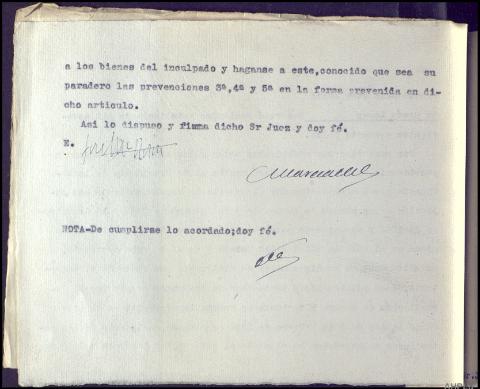 a los bienes del inculpado y haganse a este,conocido que sea su
paradero las prevenciones 3ª,4ª y 5ª en la forma prevenida en di-
cho articulo.
Asi lo dispuso y firma dicho Sr Juez y doy fé.
E.
NOTA-De cumplirse lo acordado;doy fé.